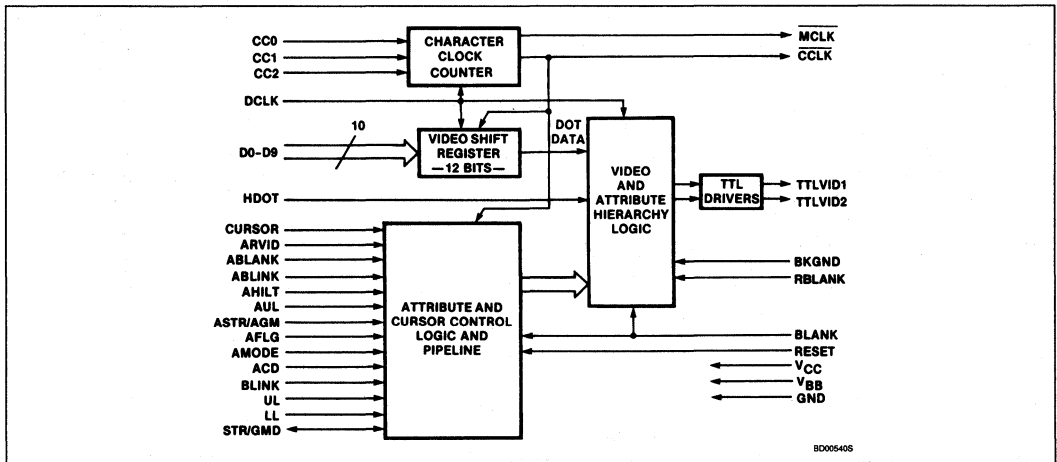 CC0
CC1
CC2
CHARACTER
CLOCK
COUNTER
MCLK
CCLK
DCLK
10
D0-D9
VIDEO SHIFT
REGISTER
—12 BITS—
DOT
DATA
HDOT
VIDEO
AND
ATTRIBUTE
HIERARCHY
LOGIC
TTL
DRIVERS
TTLVID1
TTLVID2
CURSOR
ARVID
ABLANK
ABLINK
AHILT
AUL
ASTR/AGM
AFLG
AMODE
ACD
BLINK
UL
LL
STR/GMD
ATTRIBUTE AND
CURSOR CONTROL
LOGIC AND
PIPELINE
BKGND
RBLANK
BLANK
RESET
VCC
VBB
GND
BD00540S